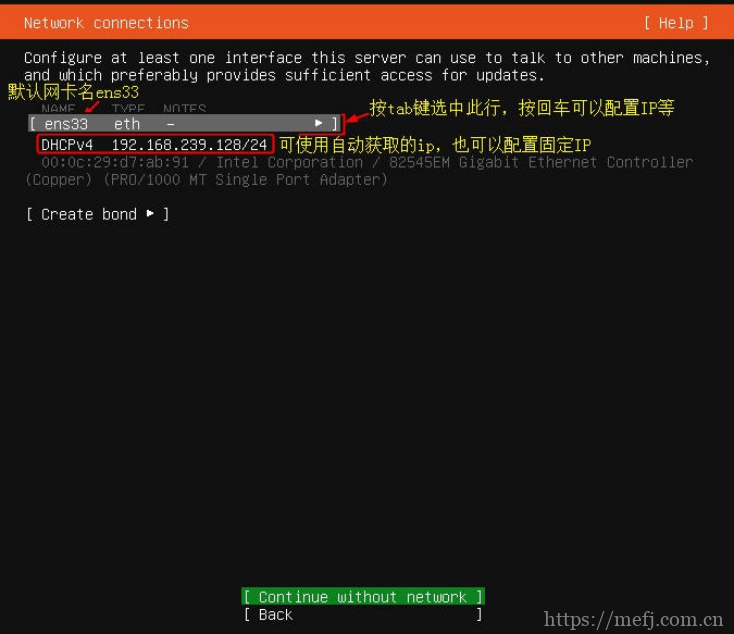 Network connections [ Help ]
Configure at least one interface this server can use to talk to other machines,
and which preferably provides sufficient access for updates.
默认网卡名ens33
NAME TYPE NOTES
按tab键选中此行，按回车可以配置IP等
[ ens33 eth - ▸ ]
DHCPv4 192.168.239.128/24 可使用自动获取的ip，也可以配置固定IP
00:0c:29:d7:ab:91 / Intel Corporation / 82545EM Gigabit Ethernet Controller
(Copper) (PRO/1000 MT Single Port Adapter)
[ Create bond ▸ ]
[ Continue without network ]
[ Back ]
https://mefj.com.cn